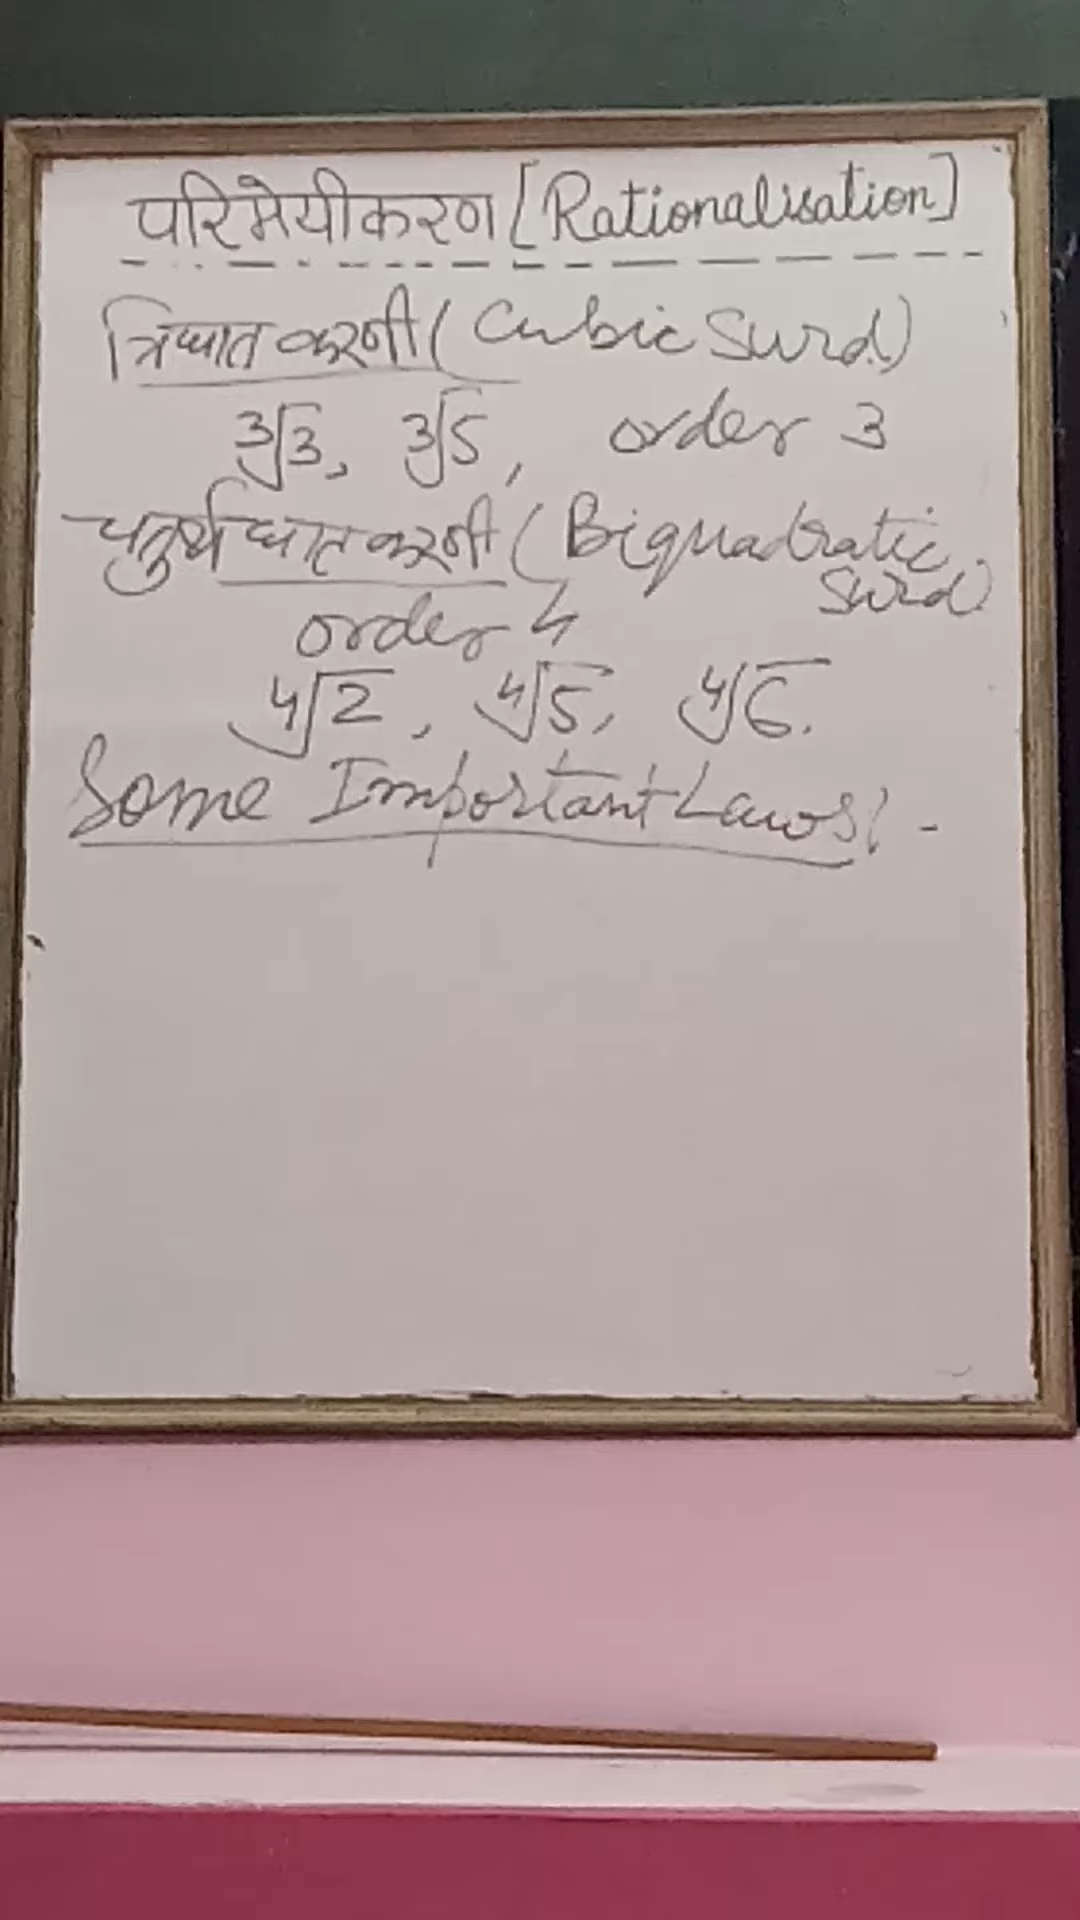 परिमेयीकरण [Rationalisation]
त्रिघात करणी ( Cubic Surd)
∛3, ∛5, order 3
चतुर्थ घात करणी ( Biquadratic Surd)
order 4
∜2, ∜5, ∜6.
Some Important Laws: -